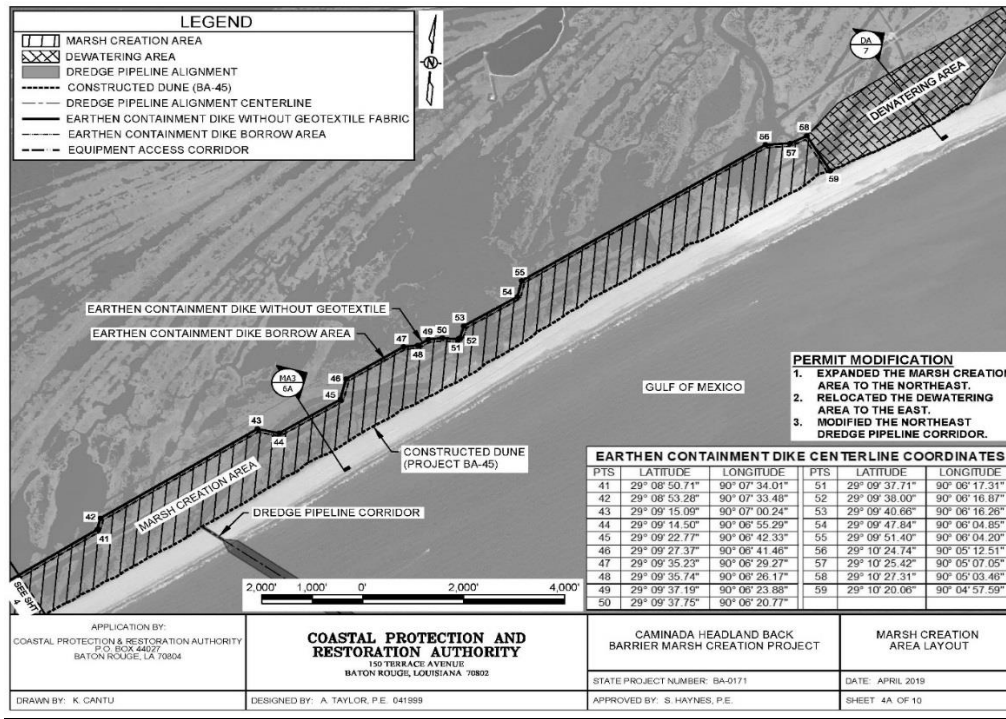 LEGEND
MARSH CREATION AREA
DEWATERING AREA
DREDGE PIPELINE ALIGNMENT
CONSTRUCTED DUNE (BA-45)
DREDGE PIPELINE ALIGNMENT CENTERLINE
EARTHEN CONTAINMENT DIKE WITHOUT GEOTEXTILE FABRIC
EARTHEN CONTAINMENT DIKE BORROW AREA
EQUIPMENT ACCESS CORRIDOR
N
DA
7
DEWATERING AREA
56
57
58
59
55
54
53
52
51
50
49
48
47
46
45
44
43
42
41
EARTHEN CONTAINMENT DIKE WITHOUT GEOTEXTILE
EARTHEN CONTAINMENT DIKE BORROW AREA
MA3
6A
MARSH CREATION AREA
CONSTRUCTED DUNE
(PROJECT BA-45)
DREDGE PIPELINE CORRIDOR
SEE SHT
4
GULF OF MEXICO
2,000' 1,000' 0' 2,000' 4,000'
PERMIT MODIFICATION
1. EXPANDED THE MARSH CREATION
AREA TO THE NORTHEAST.
2. RELOCATED THE DEWATERING
AREA TO THE EAST.
3. MODIFIED THE NORTHEAST
DREDGE PIPELINE CORRIDOR.
EARTHEN CONTAINMENT DIKE CENTERLINE COORDINATES
PTS LATITUDE LONGITUDE PTS LATITUDE LONGITUDE
41 29° 08' 50.71" 90° 07' 34.01" 51 29° 09' 37.71" 90° 06' 17.31"
42 29° 08' 53.28" 90° 07' 33.48" 52 29° 09' 38.00" 90° 06' 16.87"
43 29° 09' 15.09" 90° 07' 00.24" 53 29° 09' 40.66" 90° 06' 16.26"
44 29° 09' 14.50" 90° 06' 55.29" 54 29° 09' 47.84" 90° 06' 04.85"
45 29° 09' 22.77" 90° 06' 42.33" 55 29° 09' 51.40" 90° 06' 04.20"
46 29° 09' 27.37" 90° 06' 41.46" 56 29° 10' 24.74" 90° 05' 12.51"
47 29° 09' 35.23" 90° 06' 29.27" 57 29° 10' 25.42" 90° 05' 07.05"
48 29° 09' 35.74" 90° 06' 26.17" 58 29° 10' 27.31" 90° 05' 03.46"
49 29° 09' 37.19" 90° 06' 23.88" 59 29° 10' 20.06" 90° 04' 57.59"
50 29° 09' 37.75" 90° 06' 20.77"
APPLICATION BY:
COASTAL PROTECTION & RESTORATION AUTHORITY
P.O. BOX 44027
BATON ROUGE, LA 70804
COASTAL PROTECTION AND
RESTORATION AUTHORITY
150 TERRACE AVENUE
BATON ROUGE, LOUISIANA 70802
CAMINADA HEADLAND BACK
BARRIER MARSH CREATION PROJECT
MARSH CREATION
AREA LAYOUT
STATE PROJECT NUMBER: BA-0171
DATE: APRIL 2019
DRAWN BY: K. CANTU
DESIGNED BY: A. TAYLOR, P.E. 041999
APPROVED BY: S. HAYNES, P.E.
SHEET 4A OF 10